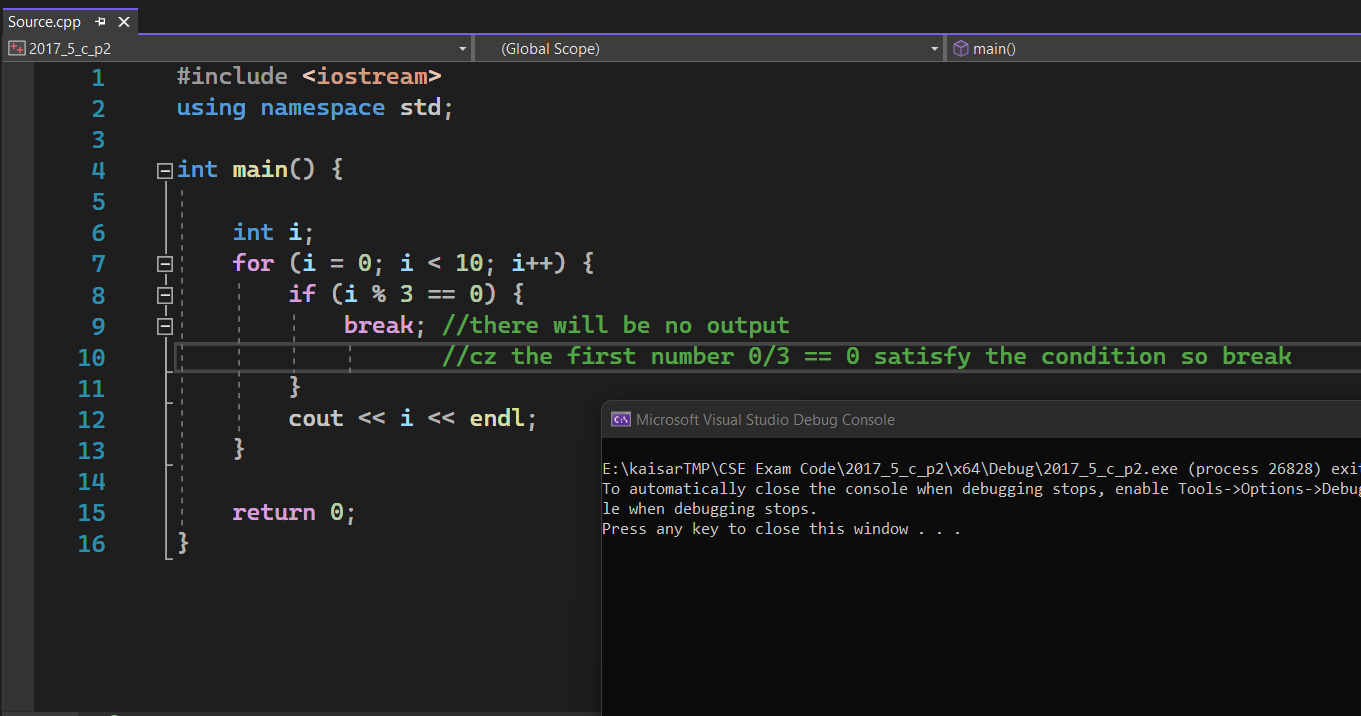 Source.cpp
2017_5_c_p2 (Global Scope) main()
1 #include <iostream>
2 using namespace std;
3
4 int main() {
5
6 int i;
7 for (i = 0; i < 10; i++) {
8 if (i % 3 == 0) {
9 break; //there will be no output
10 //cz the first number 0/3 == 0 satisfy the condition so break
11 }
12 cout << i << endl;
13 }
14
15 return 0;
16 }
Microsoft Visual Studio Debug Console
E:\kaisarTMP\CSE Exam Code\2017_5_c_p2\x64\Debug\2017_5_c_p2.exe (process 26828) exit
To automatically close the console when debugging stops, enable Tools->Options->Debug
le when debugging stops.
Press any key to close this window . . .